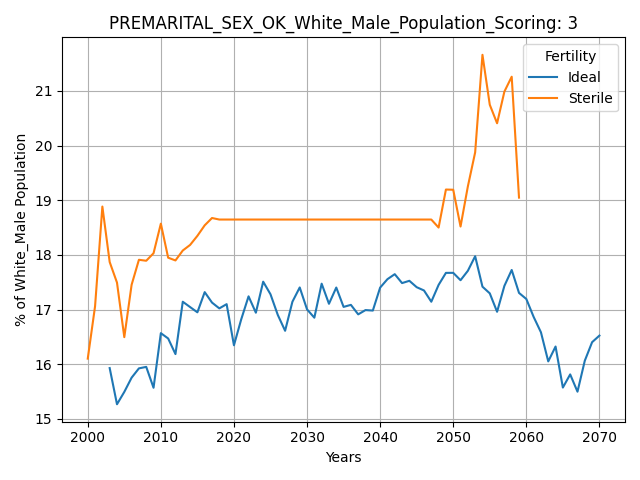 PREMARITAL_SEX_OK_White_Male_Population_Scoring: 3
Fertility
Ideal
Sterile
% of White_Male Population
21
20
19
18
17
16
15
2000 2010 2020 2030 2040 2050 2060 2070
Years